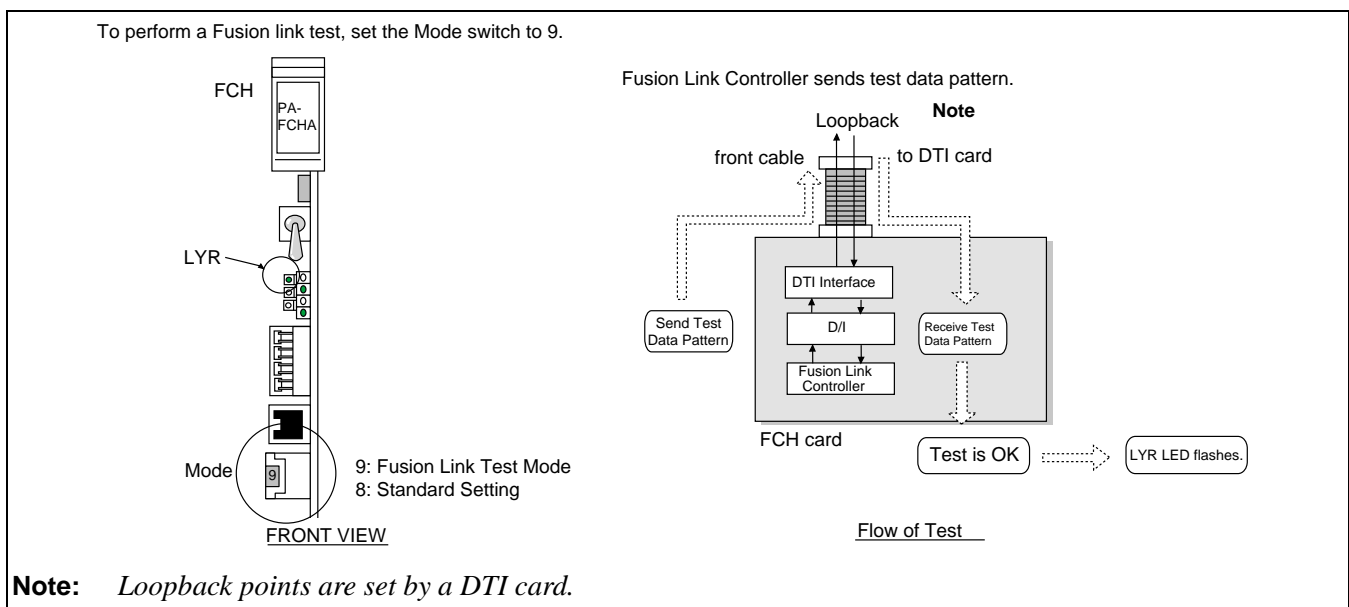 To perform a Fusion link test, set the Mode switch to 9.
FCH
PA-
FCHA
LYR
Mode
9
9: Fusion Link Test Mode
8: Standard Setting
FRONT VIEW
Fusion Link Controller sends test data pattern.
Note
Loopback
front cable
to DTI card
DTI Interface
Send Test
Data Pattern
D/I
Receive Test
Data Pattern
Fusion Link
Controller
FCH card
Test is OK
LYR LED flashes.
Flow of Test
Note: Loopback points are set by a DTI card.